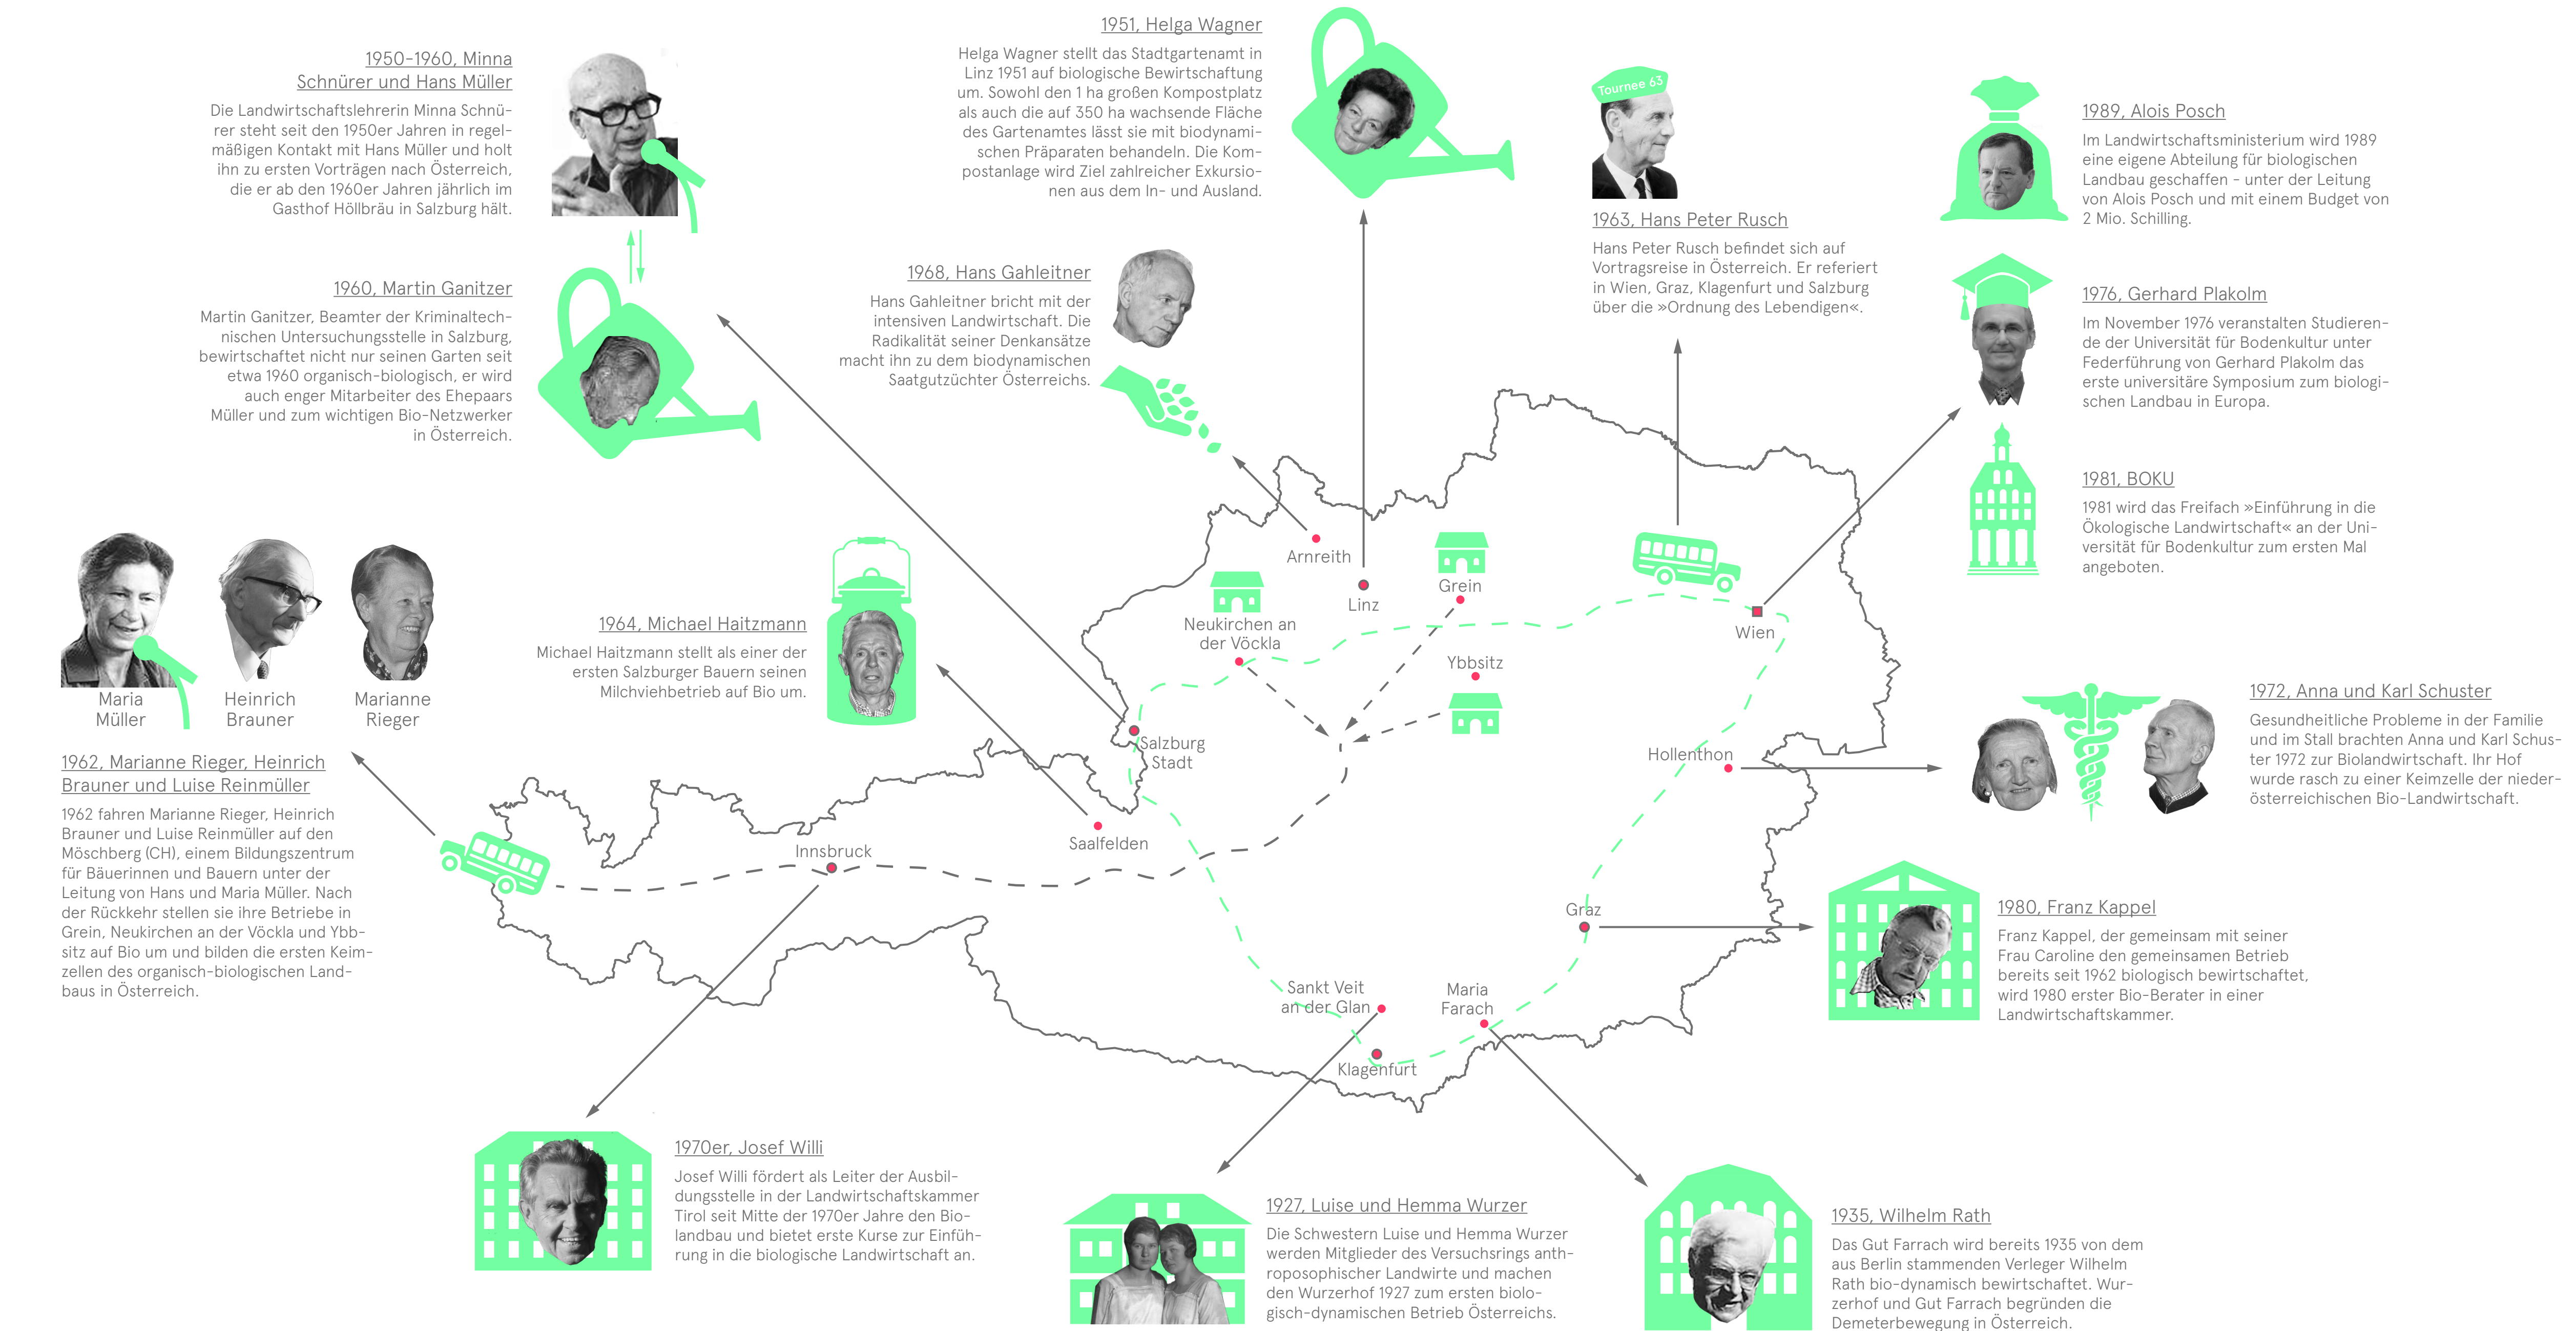 1950-1960, Minna
Schnürer und Hans Müller
Die Landwirtschaftslehrerin Minna Schnü-
rer steht seit den 1950er Jahren in regel-
mäßigen Kontakt mit Hans Müller und holt
ihn zu ersten Vorträgen nach Österreich,
die er ab den 1960er Jahren jährlich im
Gasthof Höllbräu in Salzburg hält.
1960, Martin Ganitzer
Martin Ganitzer, Beamter der Kriminaltech-
nischen Untersuchungsstelle in Salzburg,
bewirtschaftet nicht nur seinen Garten seit
etwa 1960 organisch-biologisch, er wird
auch enger Mitarbeiter des Ehepaars
Müller und zum wichtigen Bio-Netzwerker
in Österreich.
1951, Helga Wagner
Helga Wagner stellt das Stadtgartenamt in
Linz 1951 auf biologische Bewirtschaftung
um. Sowohl den 1 ha großen Kompostplatz
als auch die auf 350 ha wachsende Fläche
des Gartenamtes lässt sie mit biodynami-
schen Präparaten behandeln. Die Kom-
postanlage wird Ziel zahlreicher Exkursio-
nen aus dem In- und Ausland.
1968, Hans Gahleitner
Hans Gahleitner bricht mit der
intensiven Landwirtschaft. Die
Radikalität seiner Denkansätze
macht ihn zu dem biodynamischen
Saatgutzüchter Österreichs.
Tournee 63
1963, Hans Peter Rusch
Hans Peter Rusch befindet sich auf
Vortragsreise in Österreich. Er referiert
in Wien, Graz, Klagenfurt und Salzburg
über die »Ordnung des Lebendigen«.
1989, Alois Posch
Im Landwirtschaftsministerium wird 1989
eine eigene Abteilung für biologischen
Landbau geschaffen - unter der Leitung
von Alois Posch und mit einem Budget von
2 Mio. Schilling.
1976, Gerhard Plakolm
Im November 1976 veranstalten Studieren-
de der Universität für Bodenkultur unter
Federführung von Gerhard Plakolm das
erste universitäre Symposium zum biologi-
schen Landbau in Europa.
1981, BOKU
1981 wird das Freifach »Einführung in die
Ökologische Landwirtschaft« an der Uni-
versität für Bodenkultur zum ersten Mal
angeboten.
Maria
Müller
Heinrich
Brauner
Marianne
Rieger
1962, Marianne Rieger, Heinrich
Brauner und Luise Reinmüller
1962 fahren Marianne Rieger, Heinrich
Brauner und Luise Reinmüller auf den
Möschberg (CH), einem Bildungszentrum
für Bäuerinnen und Bauern unter der
Leitung von Hans und Maria Müller. Nach
der Rückkehr stellen sie ihre Betriebe in
Grein, Neukirchen an der Vöckla und Ybb-
sitz auf Bio um und bilden die ersten Keim-
zellen des organisch-biologischen Land-
baus in Österreich.
1964, Michael Haitzmann
Michael Haitzmann stellt als einer der
ersten Salzburger Bauern seinen
Milchviehbetrieb auf Bio um.
Arnreith
Linz
Grein
Neukirchen an
der Vöckla
Ybbsitz
Wien
Salzburg
Stadt
Hollenthon
Saalfelden
Innsbruck
Graz
Sankt Veit
an der Glan
Maria
Farach
Klagenfurt
1972, Anna und Karl Schuster
Gesundheitliche Probleme in der Familie
und im Stall brachten Anna und Karl Schus-
ter 1972 zur Biolandwirtschaft. Ihr Hof
wurde rasch zu einer Keimzelle der nieder-
österreichischen Bio-Landwirtschaft.
1980, Franz Kappel
Franz Kappel, der gemeinsam mit seiner
Frau Caroline den gemeinsamen Betrieb
bereits seit 1962 biologisch bewirtschaftet,
wird 1980 erster Bio-Berater in einer
Landwirtschaftskammer.
1970er, Josef Willi
Josef Willi fördert als Leiter der Ausbil-
dungsstelle in der Landwirtschaftskammer
Tirol seit Mitte der 1970er Jahre den Bio-
landbau und bietet erste Kurse zur Einfüh-
rung in die biologische Landwirtschaft an.
1927, Luise und Hemma Wurzer
Die Schwestern Luise und Hemma Wurzer
werden Mitglieder des Versuchsrings anth-
roposophischer Landwirte und machen
den Wurzerhof 1927 zum ersten biolo-
gisch-dynamischen Betrieb Österreichs.
1935, Wilhelm Rath
Das Gut Farrach wird bereits 1935 von dem
aus Berlin stammenden Verleger Wilhelm
Rath bio-dynamisch bewirtschaftet. Wur-
zerhof und Gut Farrach begründen die
Demeterbewegung in Österreich.